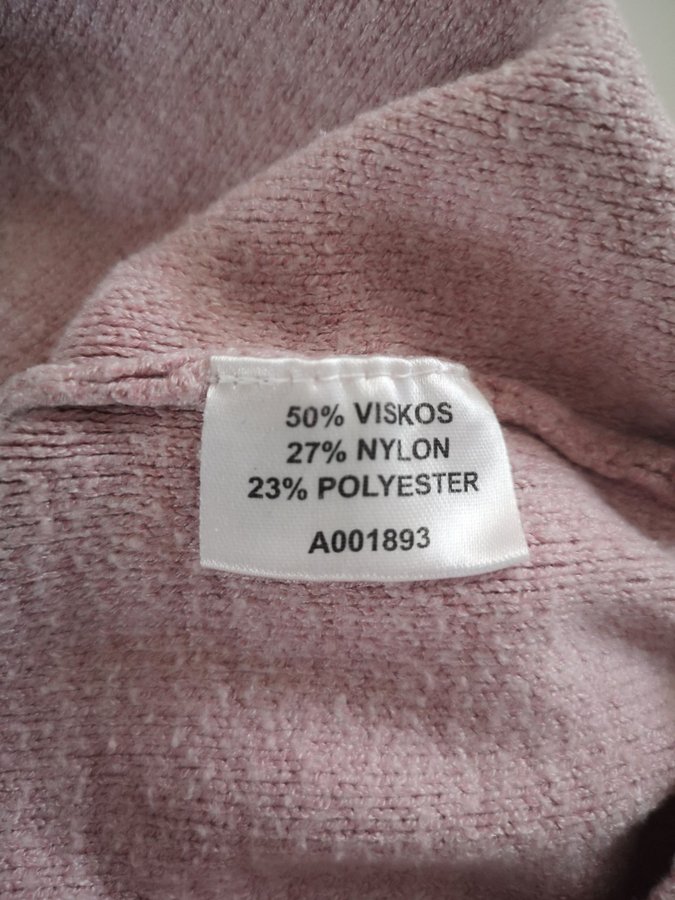 50% VISKOS
27% NYLON
23% POLYESTER
A001893